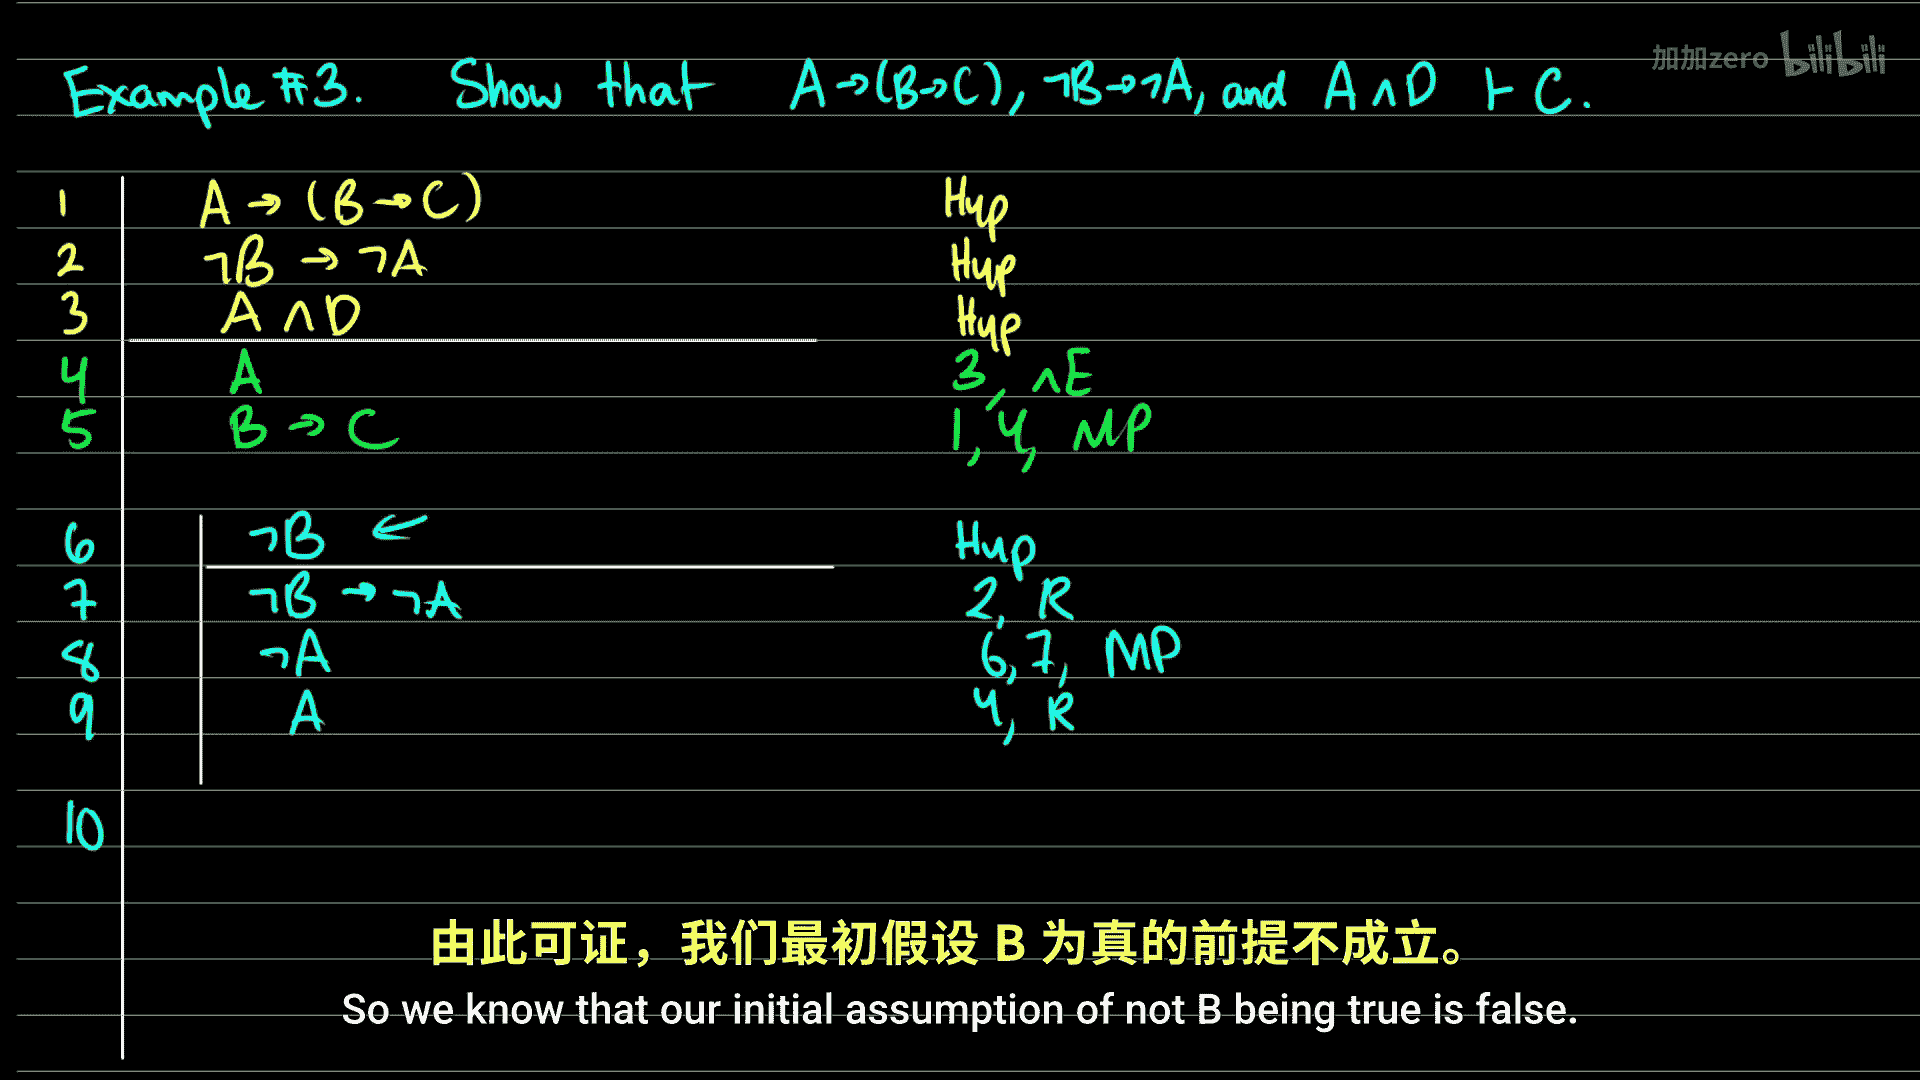 加加zero bilibili
Example #3. Show that A→(B→C), ¬B→¬A, and A∧D ⊢ C.
1 A → (B → C) Hyp
2 ¬B → ¬A Hyp
3 A ∧ D Hyp
4 A 3, ∧E
5 B → C 1, 4, MP
6 ¬B ← Hyp
7 ¬B → ¬A 2, R
8 ¬A 6, 7, MP
9 A 4, R
10
由此可证，我们最初假设 B 为真的前提不成立。
So we know that our initial assumption of not B being true is false.